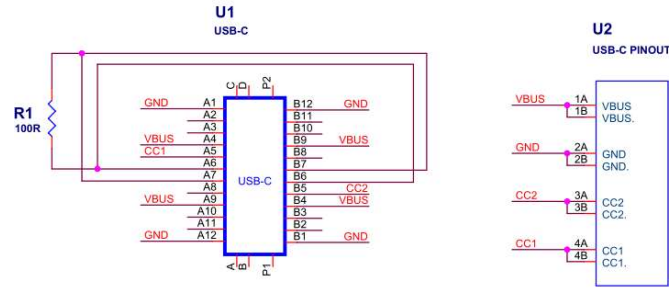 U1
USB-C
U2
USB-C PINOUT
R1
100R
C
D
P2
GND A1
A2
A3
VBUS A4
CC1 A5
A6
A7
A8
VBUS A9
A10
A11
GND A12
USB-C
B12 GND
B11
B10
B9 VBUS
B8
B7
B6
B5 CC2
B4 VBUS
B3
B2
B1 GND
A
B
P1
VBUS 1A VBUS
1B VBUS.
GND 2A GND
2B GND.
CC2 3A CC2
3B CC2.
CC1 4A CC1
4B CC1.